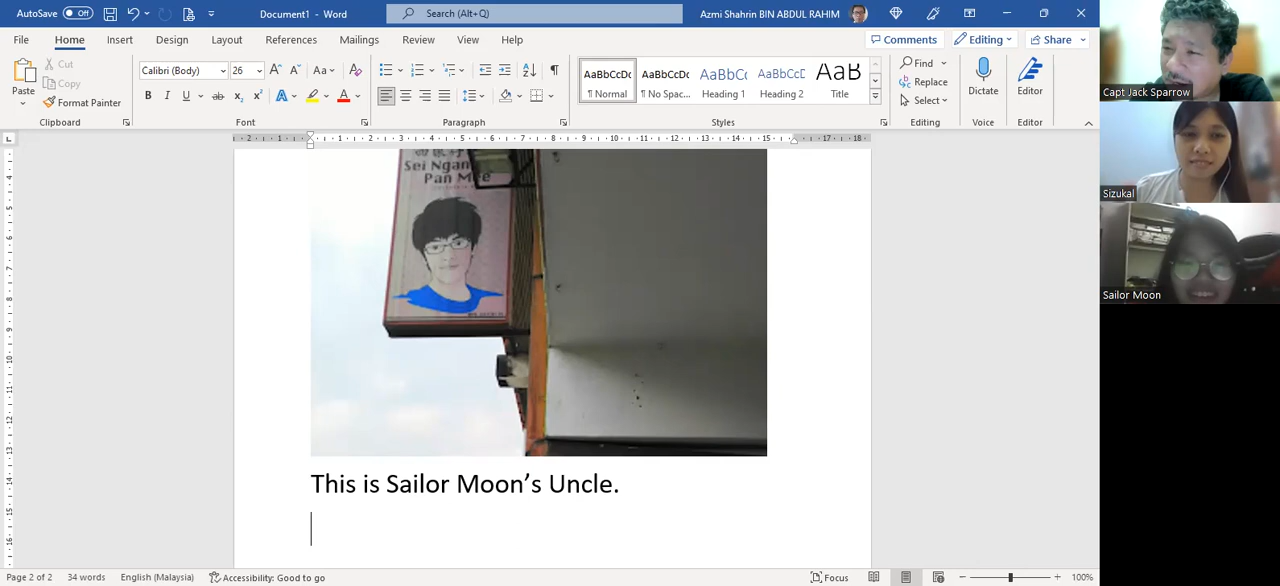 AutoSave Off Document1 - Word Search (Alt+Q) Azmi Shahrin BIN ABDUL RAHIM
File Home Insert Design Layout References Mailings Review View Help Comments Editing Share
Paste Cut Copy Format Painter
Calibri (Body) 26
AaBbCcDc AaBbCcDc AaBbCc AaBbCcD AaB
¶ Normal ¶ No Spac... Heading 1 Heading 2 Title
Find Replace Select
Dictate Editor
Clipboard Font Paragraph Styles Editing Voice Editor
Sei Ngan
Pan Mee
This is Sailor Moon's Uncle.
Capt Jack Sparrow
Sizukal
Sailor Moon
Page 2 of 2 34 words English (Malaysia) Accessibility: Good to go Focus 100%